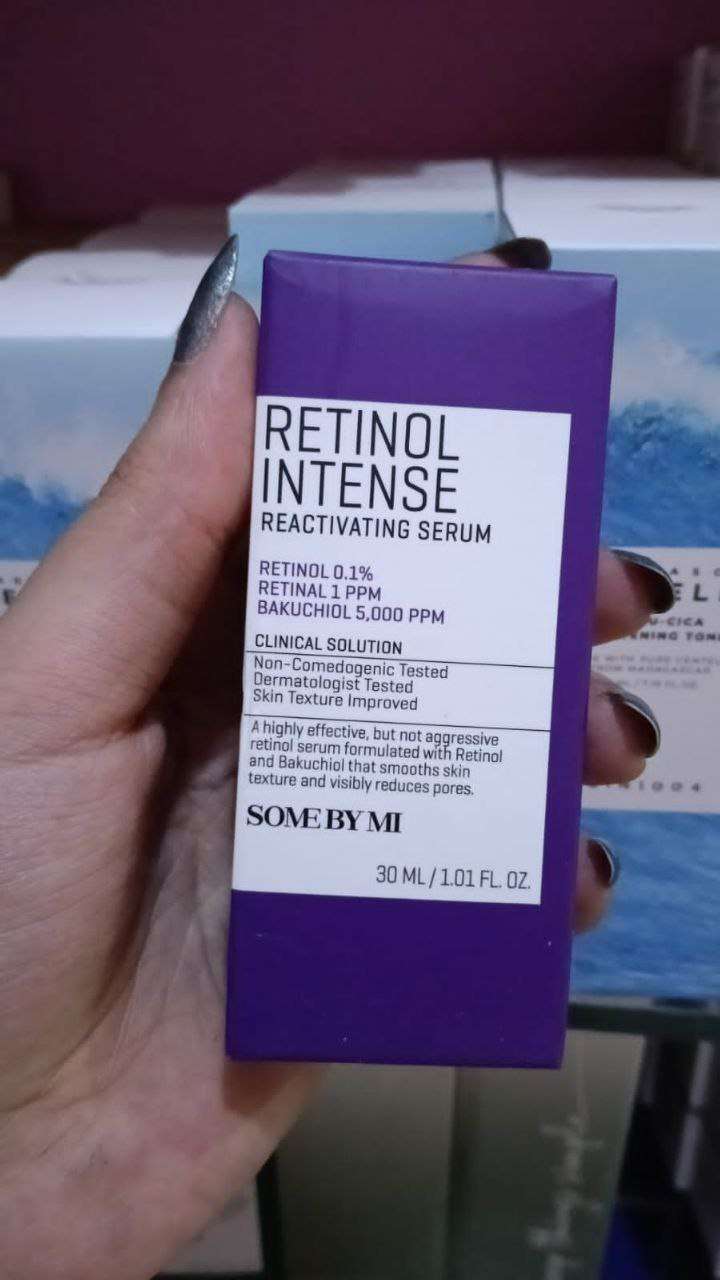 RETINOL
INTENSE
REACTIVATING SERUM
RETINOL 0.1%
RETINAL 1 PPM
BAKUCHIOL 5,000 PPM
CLINICAL SOLUTION
Non-Comedogenic Tested
Dermatologist Tested
Skin Texture Improved
A highly effective, but not aggressive
retinol serum formulated with Retinol
and Bakuchiol that smooths skin
texture and visibly reduces pores.
SOME BY MI
30 ML / 1.01 FL. OZ.